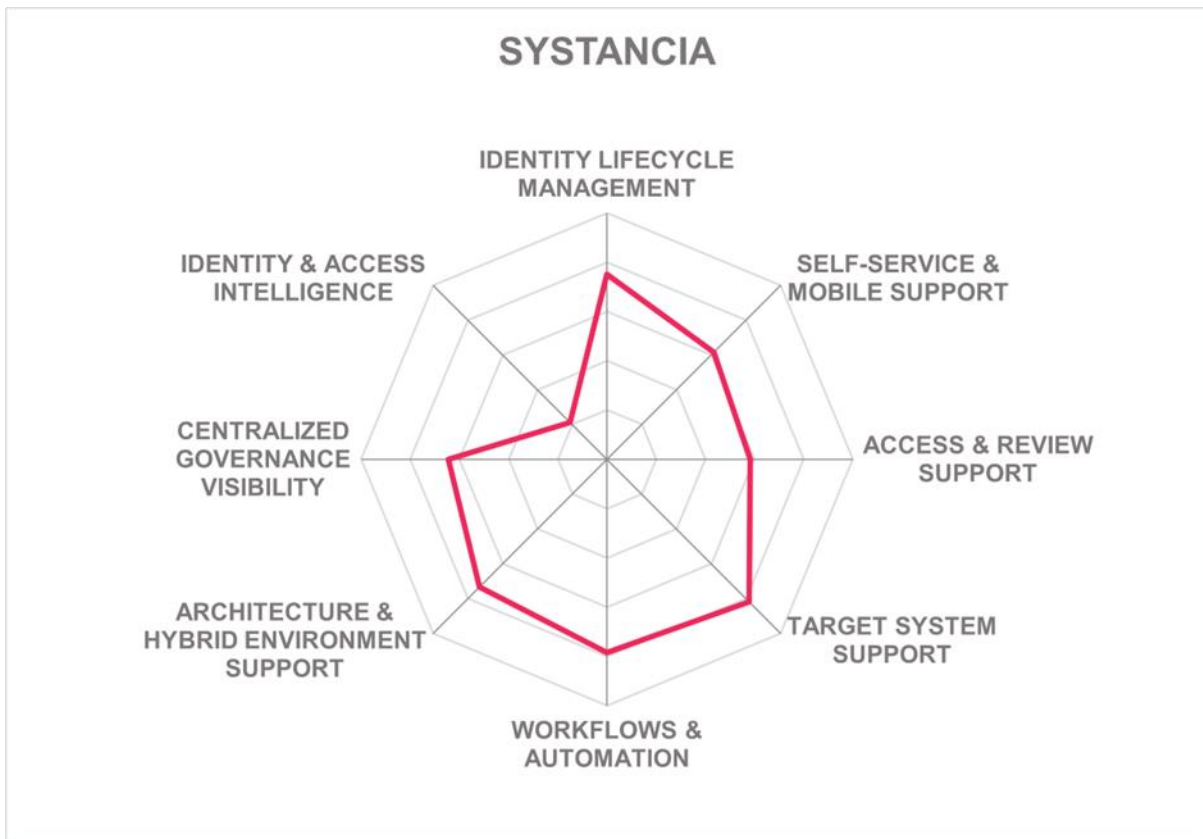 SYSTANCIA
IDENTITY LIFECYCLE
MANAGEMENT
SELF-SERVICE &
MOBILE SUPPORT
ACCESS & REVIEW
SUPPORT
TARGET SYSTEM
SUPPORT
WORKFLOWS &
AUTOMATION
ARCHITECTURE &
HYBRID ENVIRONMENT
SUPPORT
CENTRALIZED
GOVERNANCE
VISIBILITY
IDENTITY & ACCESS
INTELLIGENCE